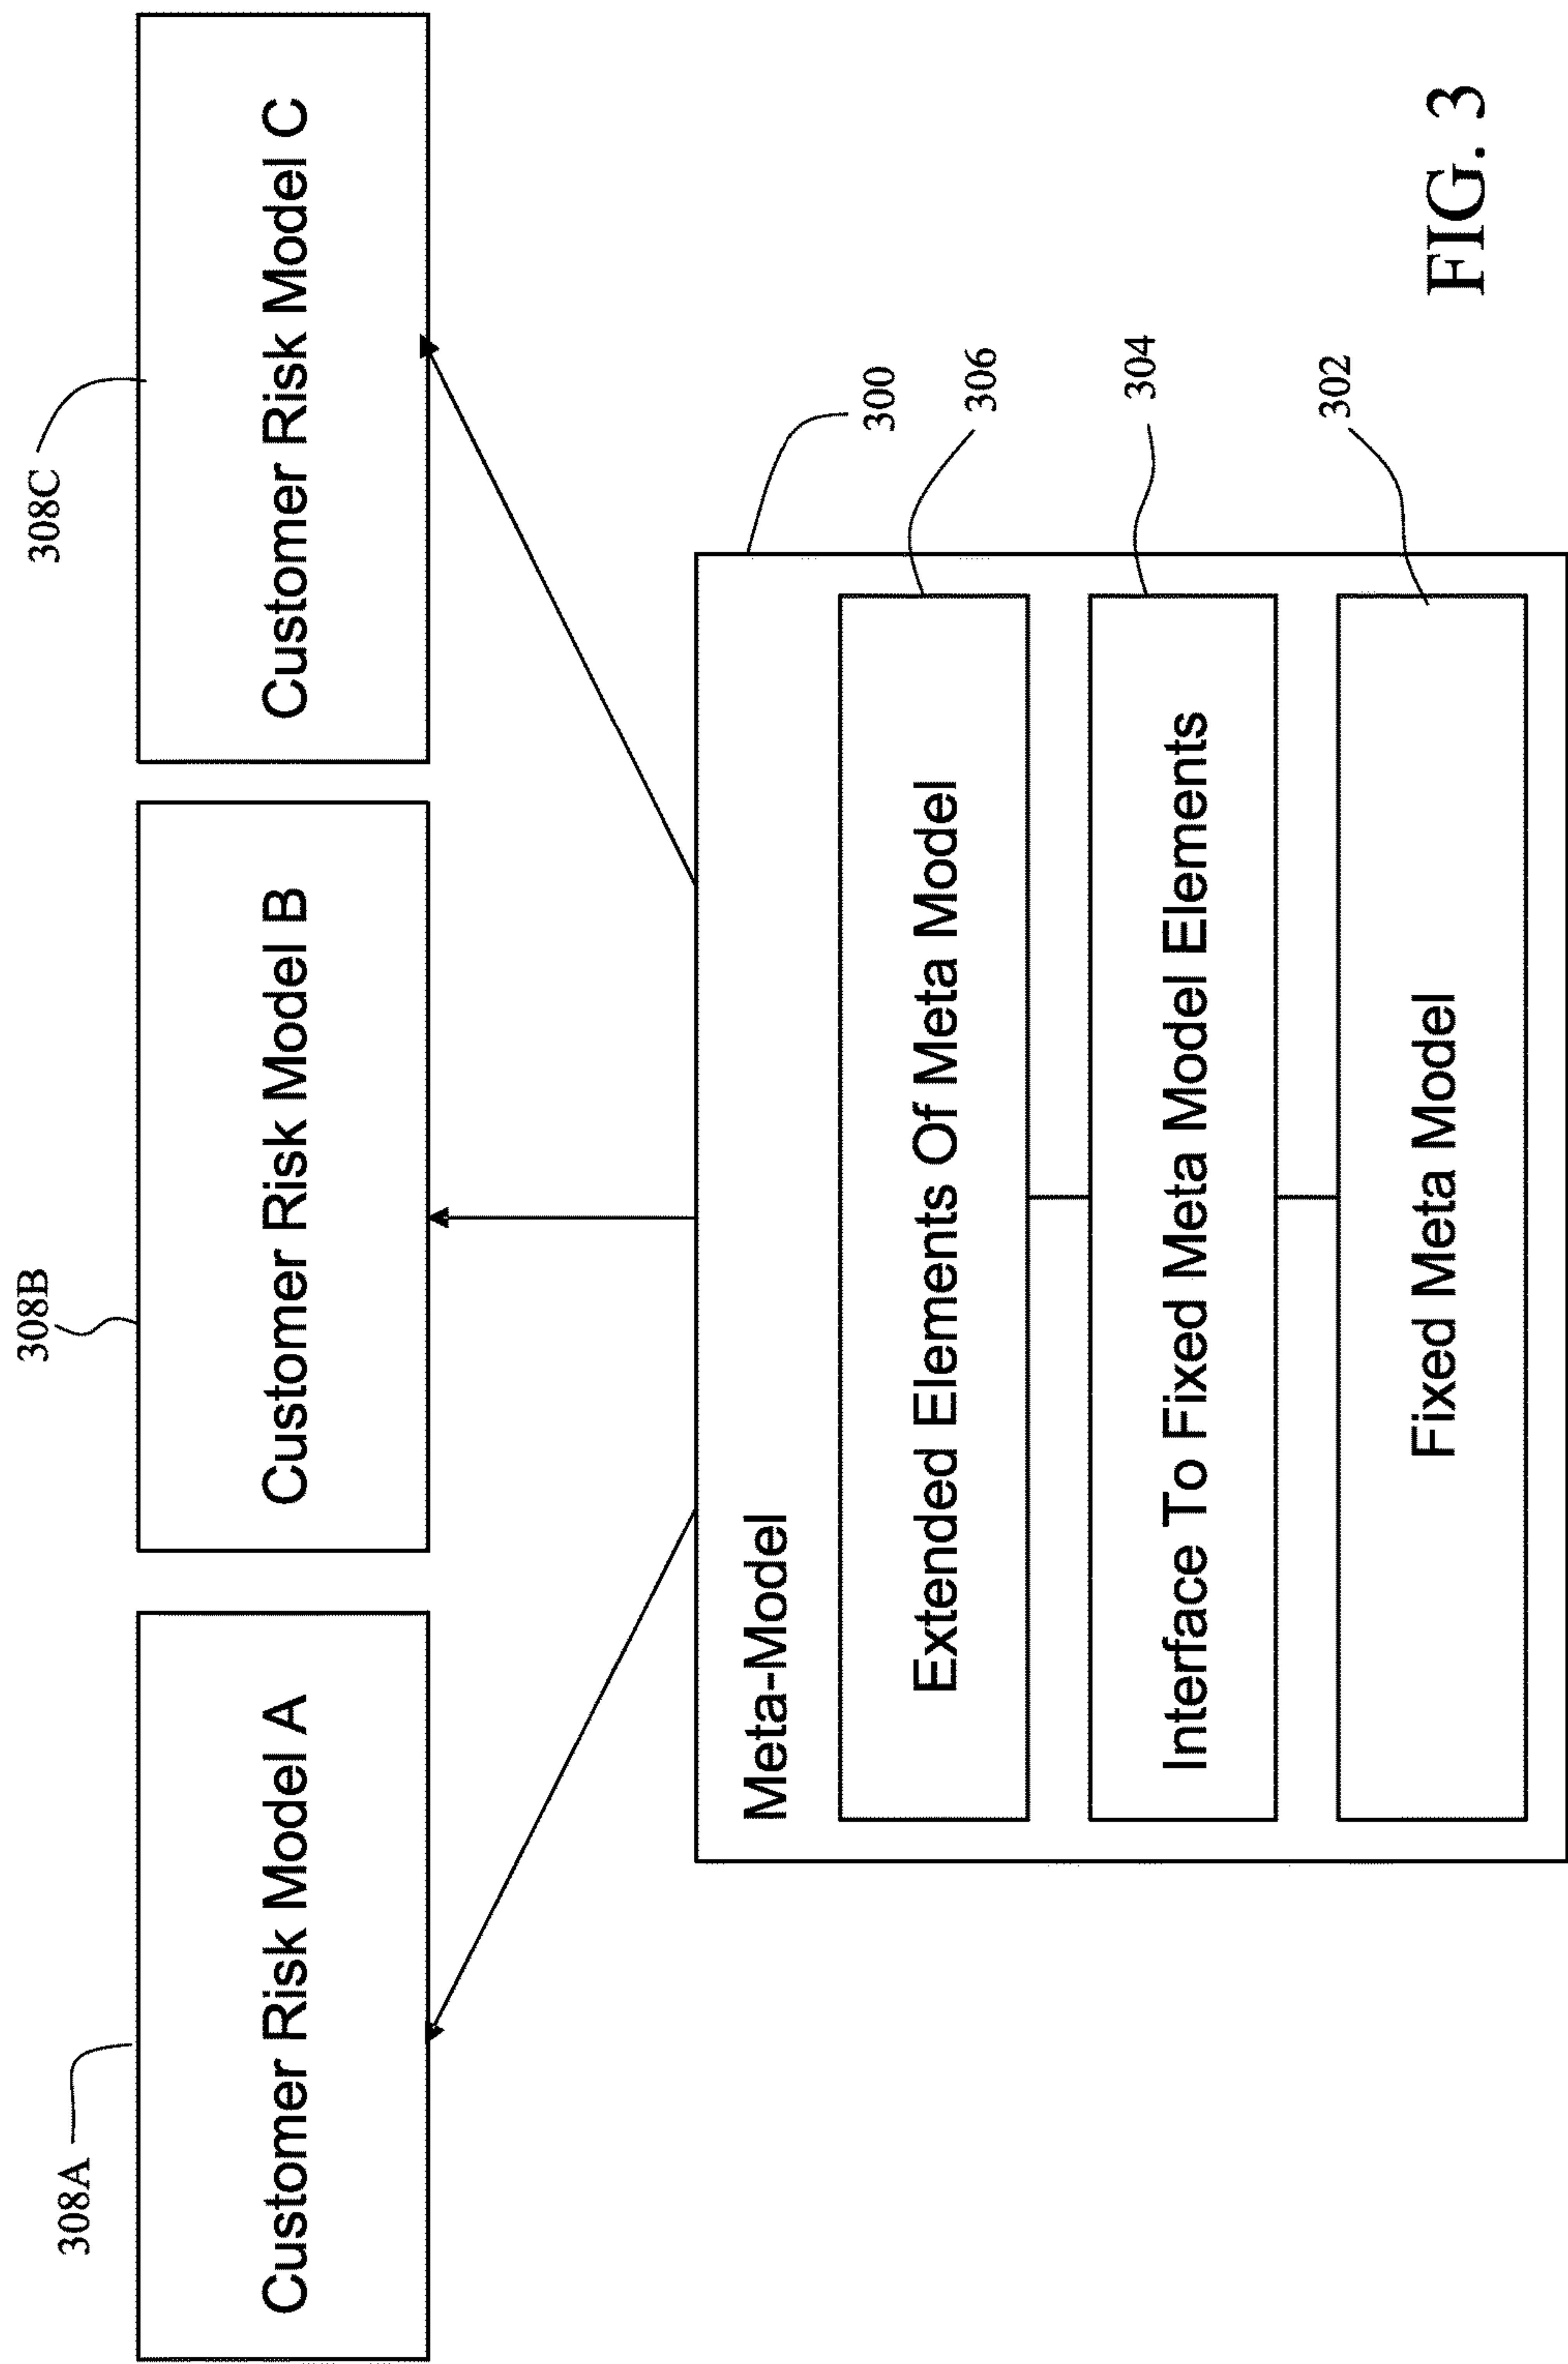 308A
308B
308C
Customer Risk Model A
Customer Risk Model B
Customer Risk Model C
Meta-Model
300
Extended Elements Of Meta Model
306
Interface To Fixed Meta Model Elements
304
Fixed Meta Model
302
FIG. 3